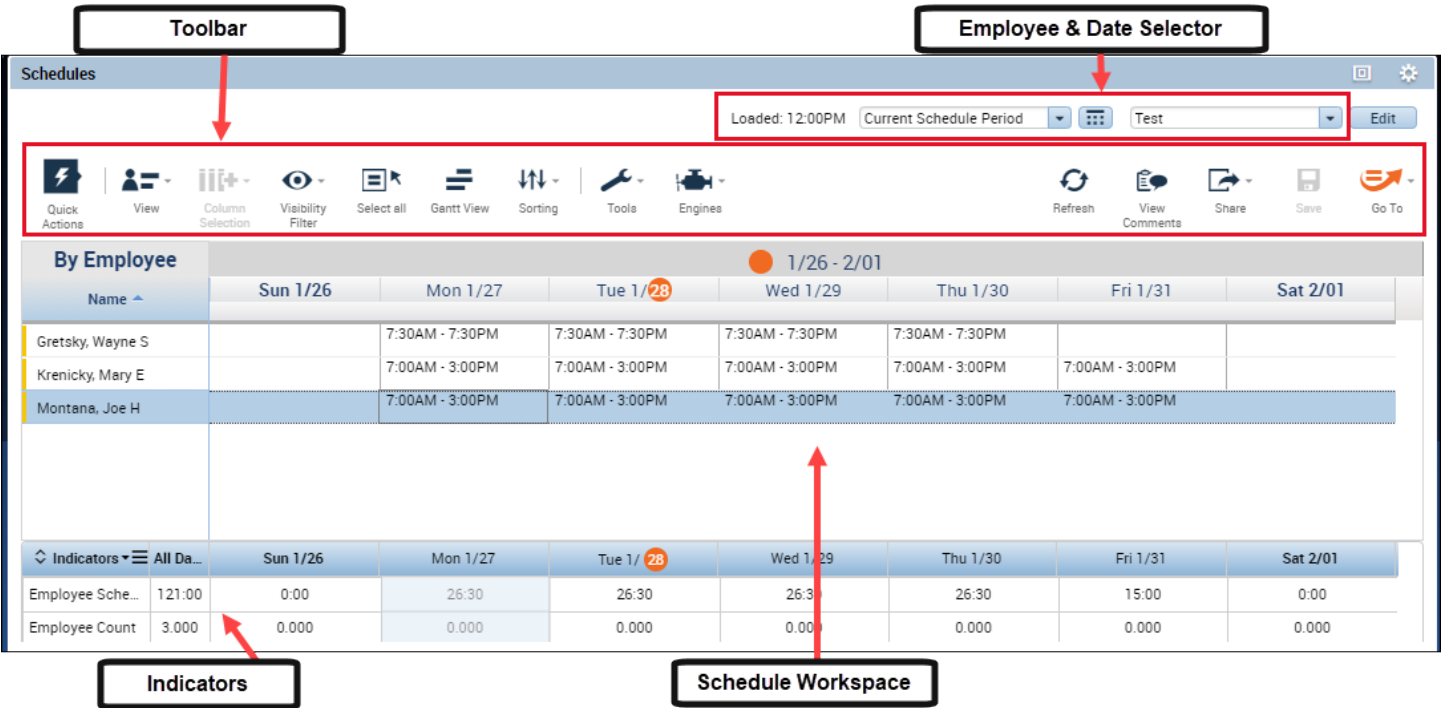 Toolbar
Employee & Date Selector
Schedules
Loaded: 12:00PM Current Schedule Period Test Edit
Quick Actions View Column Selection Visibility Filter Select all Gantt View Sorting Tools Engines Refresh View Comments Share Save Go To
By Employee 1/26 - 2/01
Name Sun 1/26 Mon 1/27 Tue 1/28 Wed 1/29 Thu 1/30 Fri 1/31 Sat 2/01
Gretsky, Wayne S 7:30AM - 7:30PM 7:30AM - 7:30PM 7:30AM - 7:30PM 7:30AM - 7:30PM
Krenicky, Mary E 7:00AM - 3:00PM 7:00AM - 3:00PM 7:00AM - 3:00PM 7:00AM - 3:00PM 7:00AM - 3:00PM
Montana, Joe H 7:00AM - 3:00PM 7:00AM - 3:00PM 7:00AM - 3:00PM 7:00AM - 3:00PM 7:00AM - 3:00PM
Indicators All Da... Sun 1/26 Mon 1/27 Tue 1/ 28 Wed 1/29 Thu 1/30 Fri 1/31 Sat 2/01
Employee Sche... 121:00 0:00 26:30 26:30 26:30 26:30 15:00 0:00
Employee Count 3.000 0.000 0.000 0.000 0.000 0.000 0.000 0.000
Indicators
Schedule Workspace